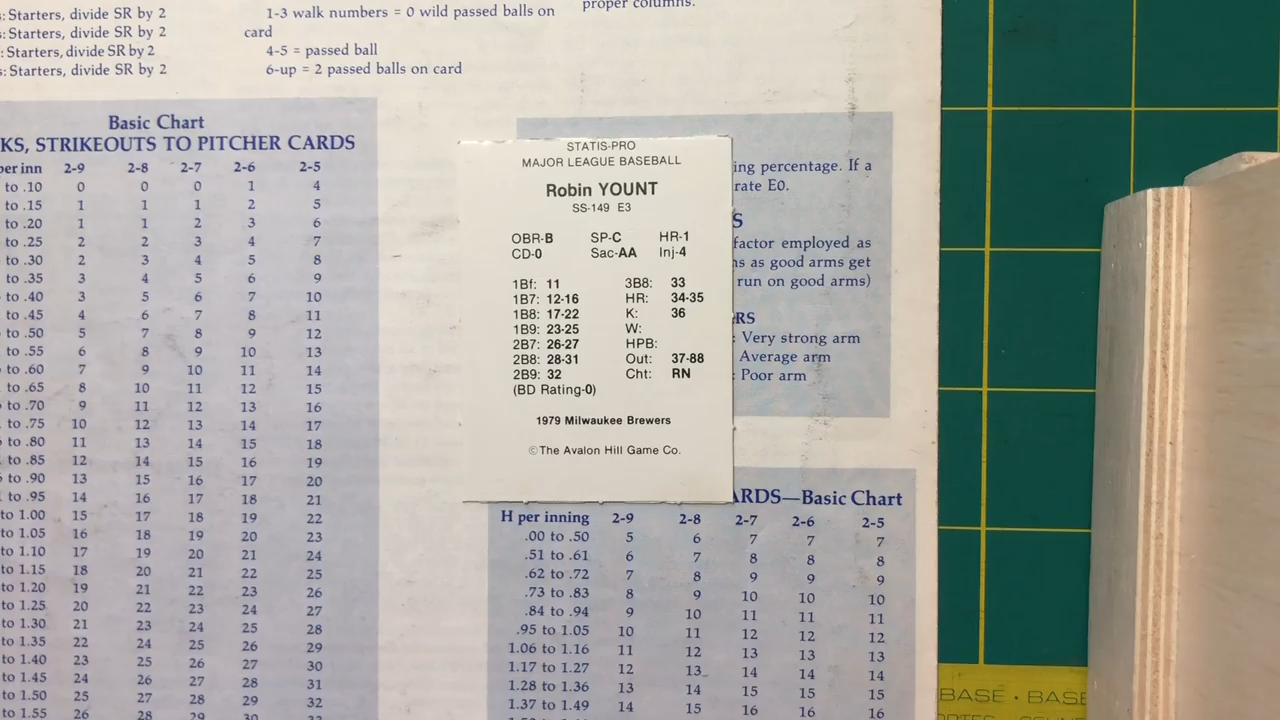 Starters, divide SR by 2
Starters, divide SR by 2
Starters, divide SR by 2
Starters, divide SR by 2
1-3 walk numbers = 0 wild passed balls on
card
4-5 = passed ball
6-up = 2 passed balls on card
proper columns.
Basic Chart
KS, STRIKEOUTS TO PITCHER CARDS
per inn 2-9 2-8 2-7 2-6 2-5
to .10 0 0 0 1 4
to .15 1 1 1 2 5
to .20 1 1 2 3 6
to .25 2 2 3 4 7
to .30 2 3 4 5 8
to .35 3 4 5 6 9
to .40 3 5 6 7 10
to .45 4 6 7 8 11
to .50 5 7 8 9 12
to .55 6 8 9 10 13
to .60 7 9 10 11 14
to .65 8 10 11 12 15
to .70 9 11 12 13 16
to .75 10 12 13 14 17
to .80 11 13 14 15 18
to .85 12 14 15 16 19
to .90 13 15 16 17 20
to .95 14 16 17 18 21
to 1.00 15 17 18 19 22
to 1.05 16 18 19 20 23
to 1.10 17 19 20 21 24
to 1.15 18 20 21 22 25
to 1.20 19 21 22 23 26
to 1.25 20 22 23 24 27
to 1.30 21 23 24 25 28
to 1.35 22 24 25 26 29
to 1.40 23 25 26 27 30
to 1.45 24 26 27 28 31
to 1.50 25 27 28 29 32
to 1.55 26 28 29 30
STATIS-PRO
MAJOR LEAGUE BASEBALL
Robin YOUNT
SS-149 E3
OBR-B SP-C HR-1
CD-0 Sac-AA Inj-4
1Bf: 11 3B8: 33
1B7: 12-16 HR: 34-35
1B8: 17-22 K: 36
1B9: 23-25 W:
2B7: 26-27 HPB:
2B8: 28-31 Out: 37-88
2B9: 32 Cht: RN
(BD Rating-0)
1979 Milwaukee Brewers
©The Avalon Hill Game Co.
ing percentage. If a
rate E0.
S
factor employed as
as good arms get
run on good arms)
RS
: Very strong arm
Average arm
: Poor arm
ARDS—Basic Chart
H per inning 2-9 2-8 2-7 2-6 2-5
.00 to .50 5 6 7 7 7
.51 to .61 6 7 8 8 8
.62 to .72 7 8 9 9 9
.73 to .83 8 9 10 10 10
.84 to .94 9 10 11 11 11
.95 to 1.05 10 11 12 12 12
1.06 to 1.16 11 12 13 13 13
1.17 to 1.27 12 13 14 14 14
1.28 to 1.36 13 14 15 15 15
1.37 to 1.49 14 15 16 16 16
BASE • BASE